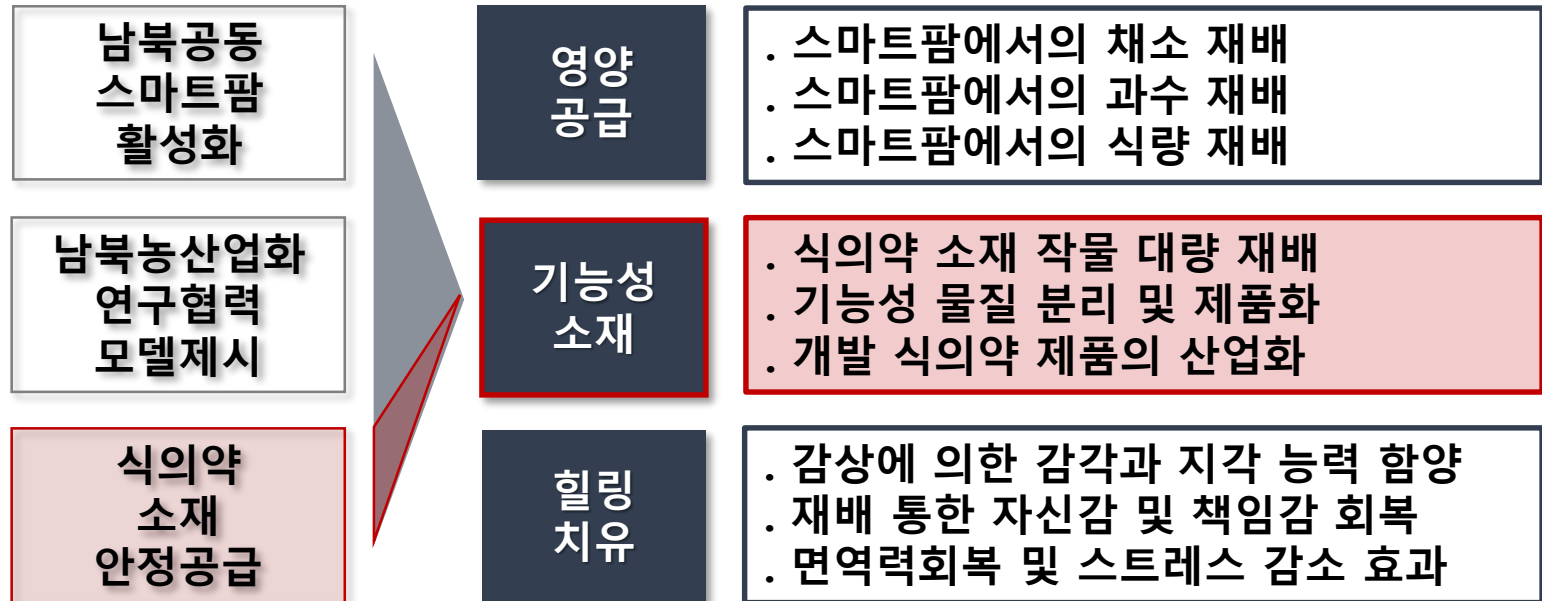 남북공동
스마트팜
활성화
영양
공급
. 스마트팜에서의 채소 재배
. 스마트팜에서의 과수 재배
. 스마트팜에서의 식량 재배
남북농산업화
연구협력
모델제시
기능성
소재
. 식의약 소재 작물 대량 재배
. 기능성 물질 분리 및 제품화
. 개발 식의약 제품의 산업화
식의약
소재
안정공급
힐링
치유
. 감상에 의한 감각과 지각 능력 함양
. 재배 통한 자신감 및 책임감 회복
. 면역력회복 및 스트레스 감소 효과